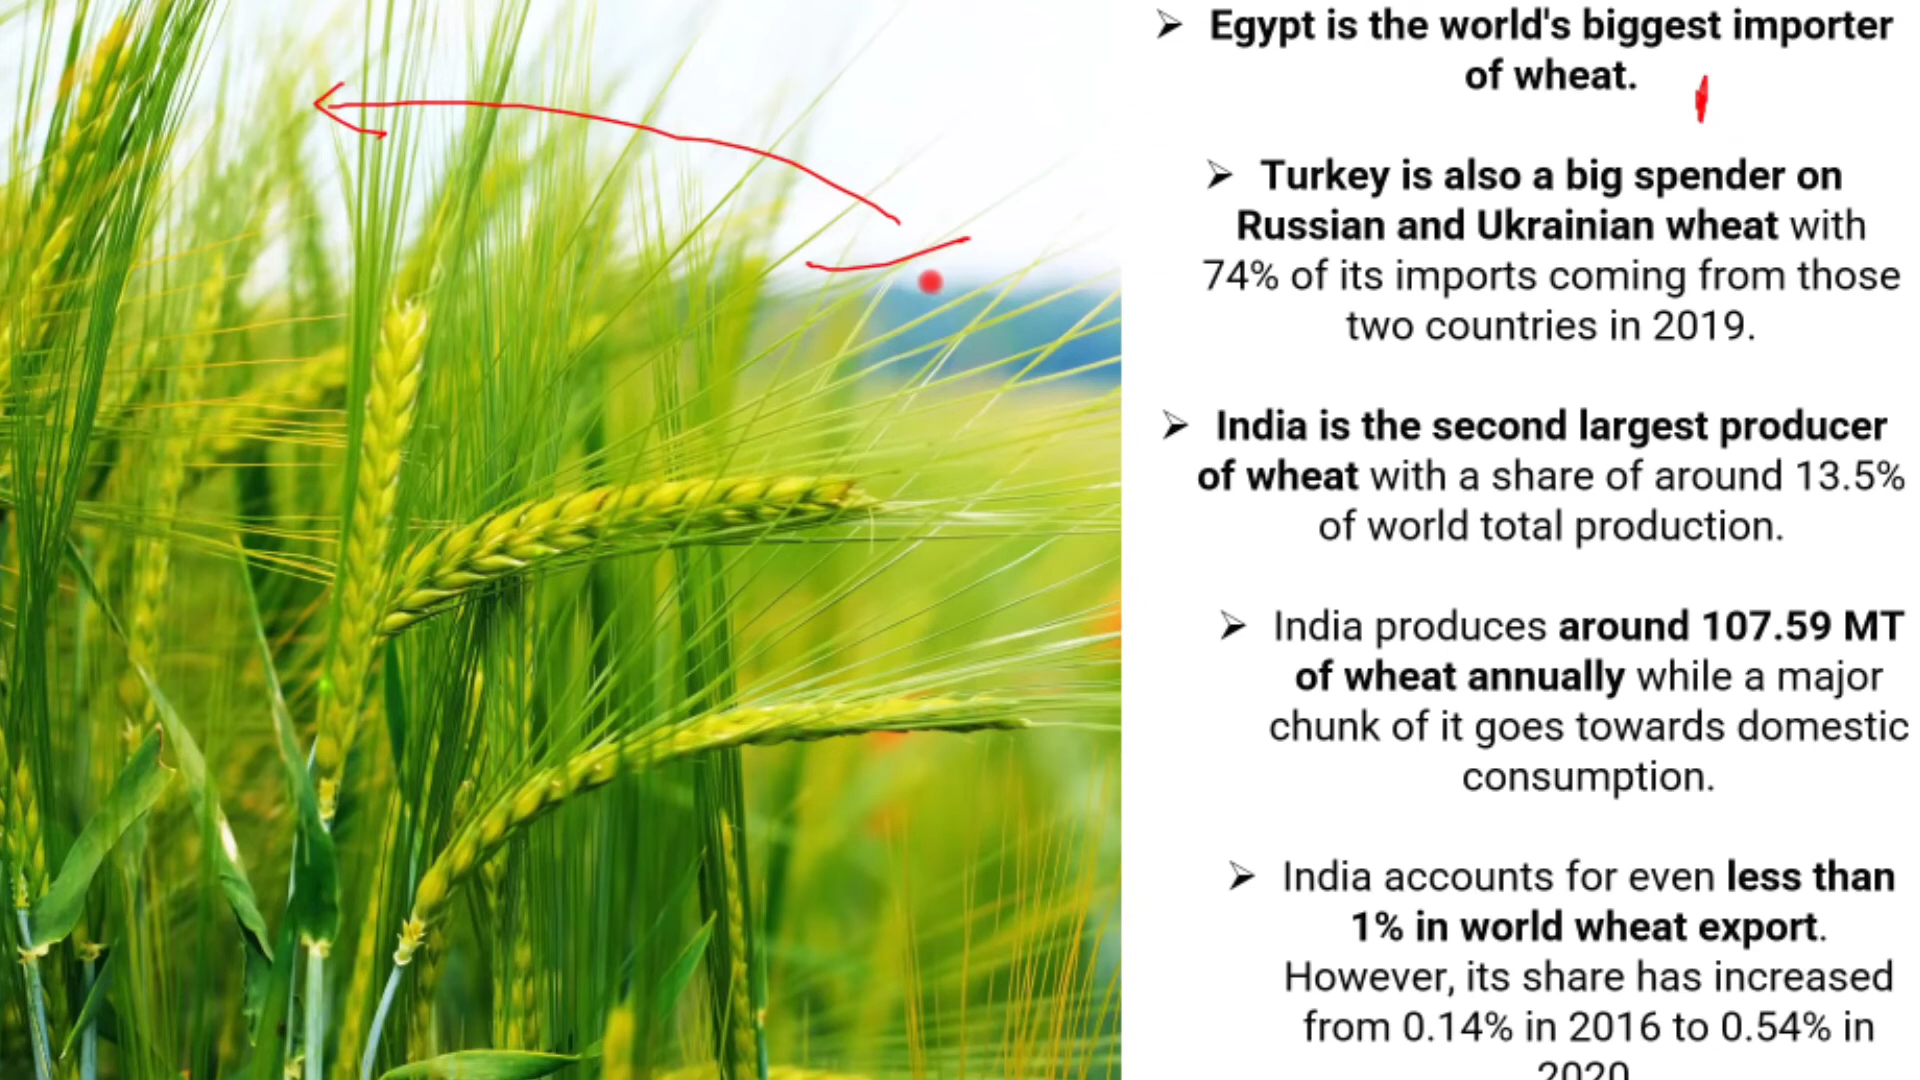 ➢ Egypt is the world's biggest importer
of wheat.
➢ Turkey is also a big spender on
Russian and Ukrainian wheat with
74% of its imports coming from those
two countries in 2019.
➢ India is the second largest producer
of wheat with a share of around 13.5%
of world total production.
➢ India produces around 107.59 MT
of wheat annually while a major
chunk of it goes towards domestic
consumption.
➢ India accounts for even less than
1% in world wheat export.
However, its share has increased
from 0.14% in 2016 to 0.54% in
2020